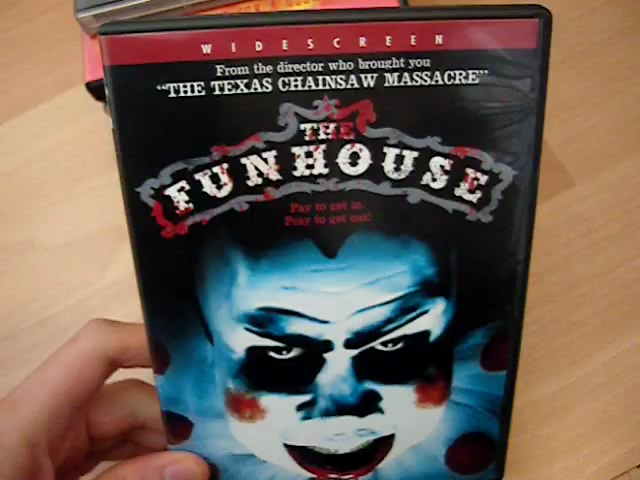 WIDESCREEN
From the director who brought you
"THE TEXAS CHAINSAW MASSACRE"
THE
FUNHOUSE
Pay to get in.
Pray to get out!